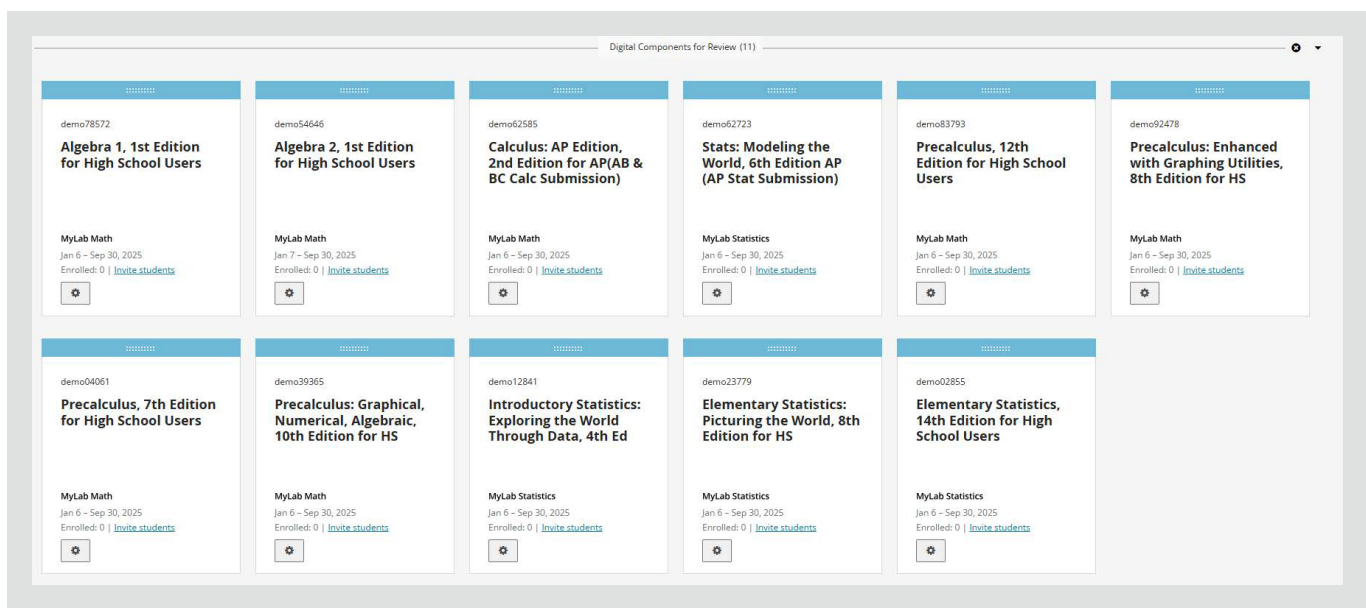 Digital Components for Review (11)
demo78572
Algebra 1, 1st Edition
for High School Users
MyLab Math
Jan 6 – Sep 30, 2025
Enrolled: 0 | Invite students
demo54646
Algebra 2, 1st Edition
for High School Users
MyLab Math
Jan 7 – Sep 30, 2025
Enrolled: 0 | Invite students
demo62585
Calculus: AP Edition,
2nd Edition for AP(AB &
BC Calc Submission)
MyLab Math
Jan 6 – Sep 30, 2025
Enrolled: 0 | Invite students
demo62723
Stats: Modeling the
World, 6th Edition AP
(AP Stat Submission)
MyLab Statistics
Jan 6 – Sep 30, 2025
Enrolled: 0 | Invite students
demo83793
Precalculus, 12th
Edition for High School
Users
MyLab Math
Jan 6 – Sep 30, 2025
Enrolled: 0 | Invite students
demo92478
Precalculus: Enhanced
with Graphing Utilities,
8th Edition for HS
MyLab Math
Jan 6 – Sep 30, 2025
Enrolled: 0 | Invite students
demo04061
Precalculus, 7th Edition
for High School Users
MyLab Math
Jan 6 – Sep 30, 2025
Enrolled: 0 | Invite students
demo39365
Precalculus: Graphical,
Numerical, Algebraic,
10th Edition for HS
MyLab Math
Jan 6 – Sep 30, 2025
Enrolled: 0 | Invite students
demo12841
Introductory Statistics:
Exploring the World
Through Data, 4th Ed
MyLab Statistics
Jan 6 – Sep 30, 2025
Enrolled: 0 | Invite students
demo23779
Elementary Statistics:
Picturing the World, 8th
Edition for HS
MyLab Statistics
Jan 6 – Sep 30, 2025
Enrolled: 0 | Invite students
demo02855
Elementary Statistics,
14th Edition for High
School Users
MyLab Statistics
Jan 6 – Sep 30, 2025
Enrolled: 0 | Invite students